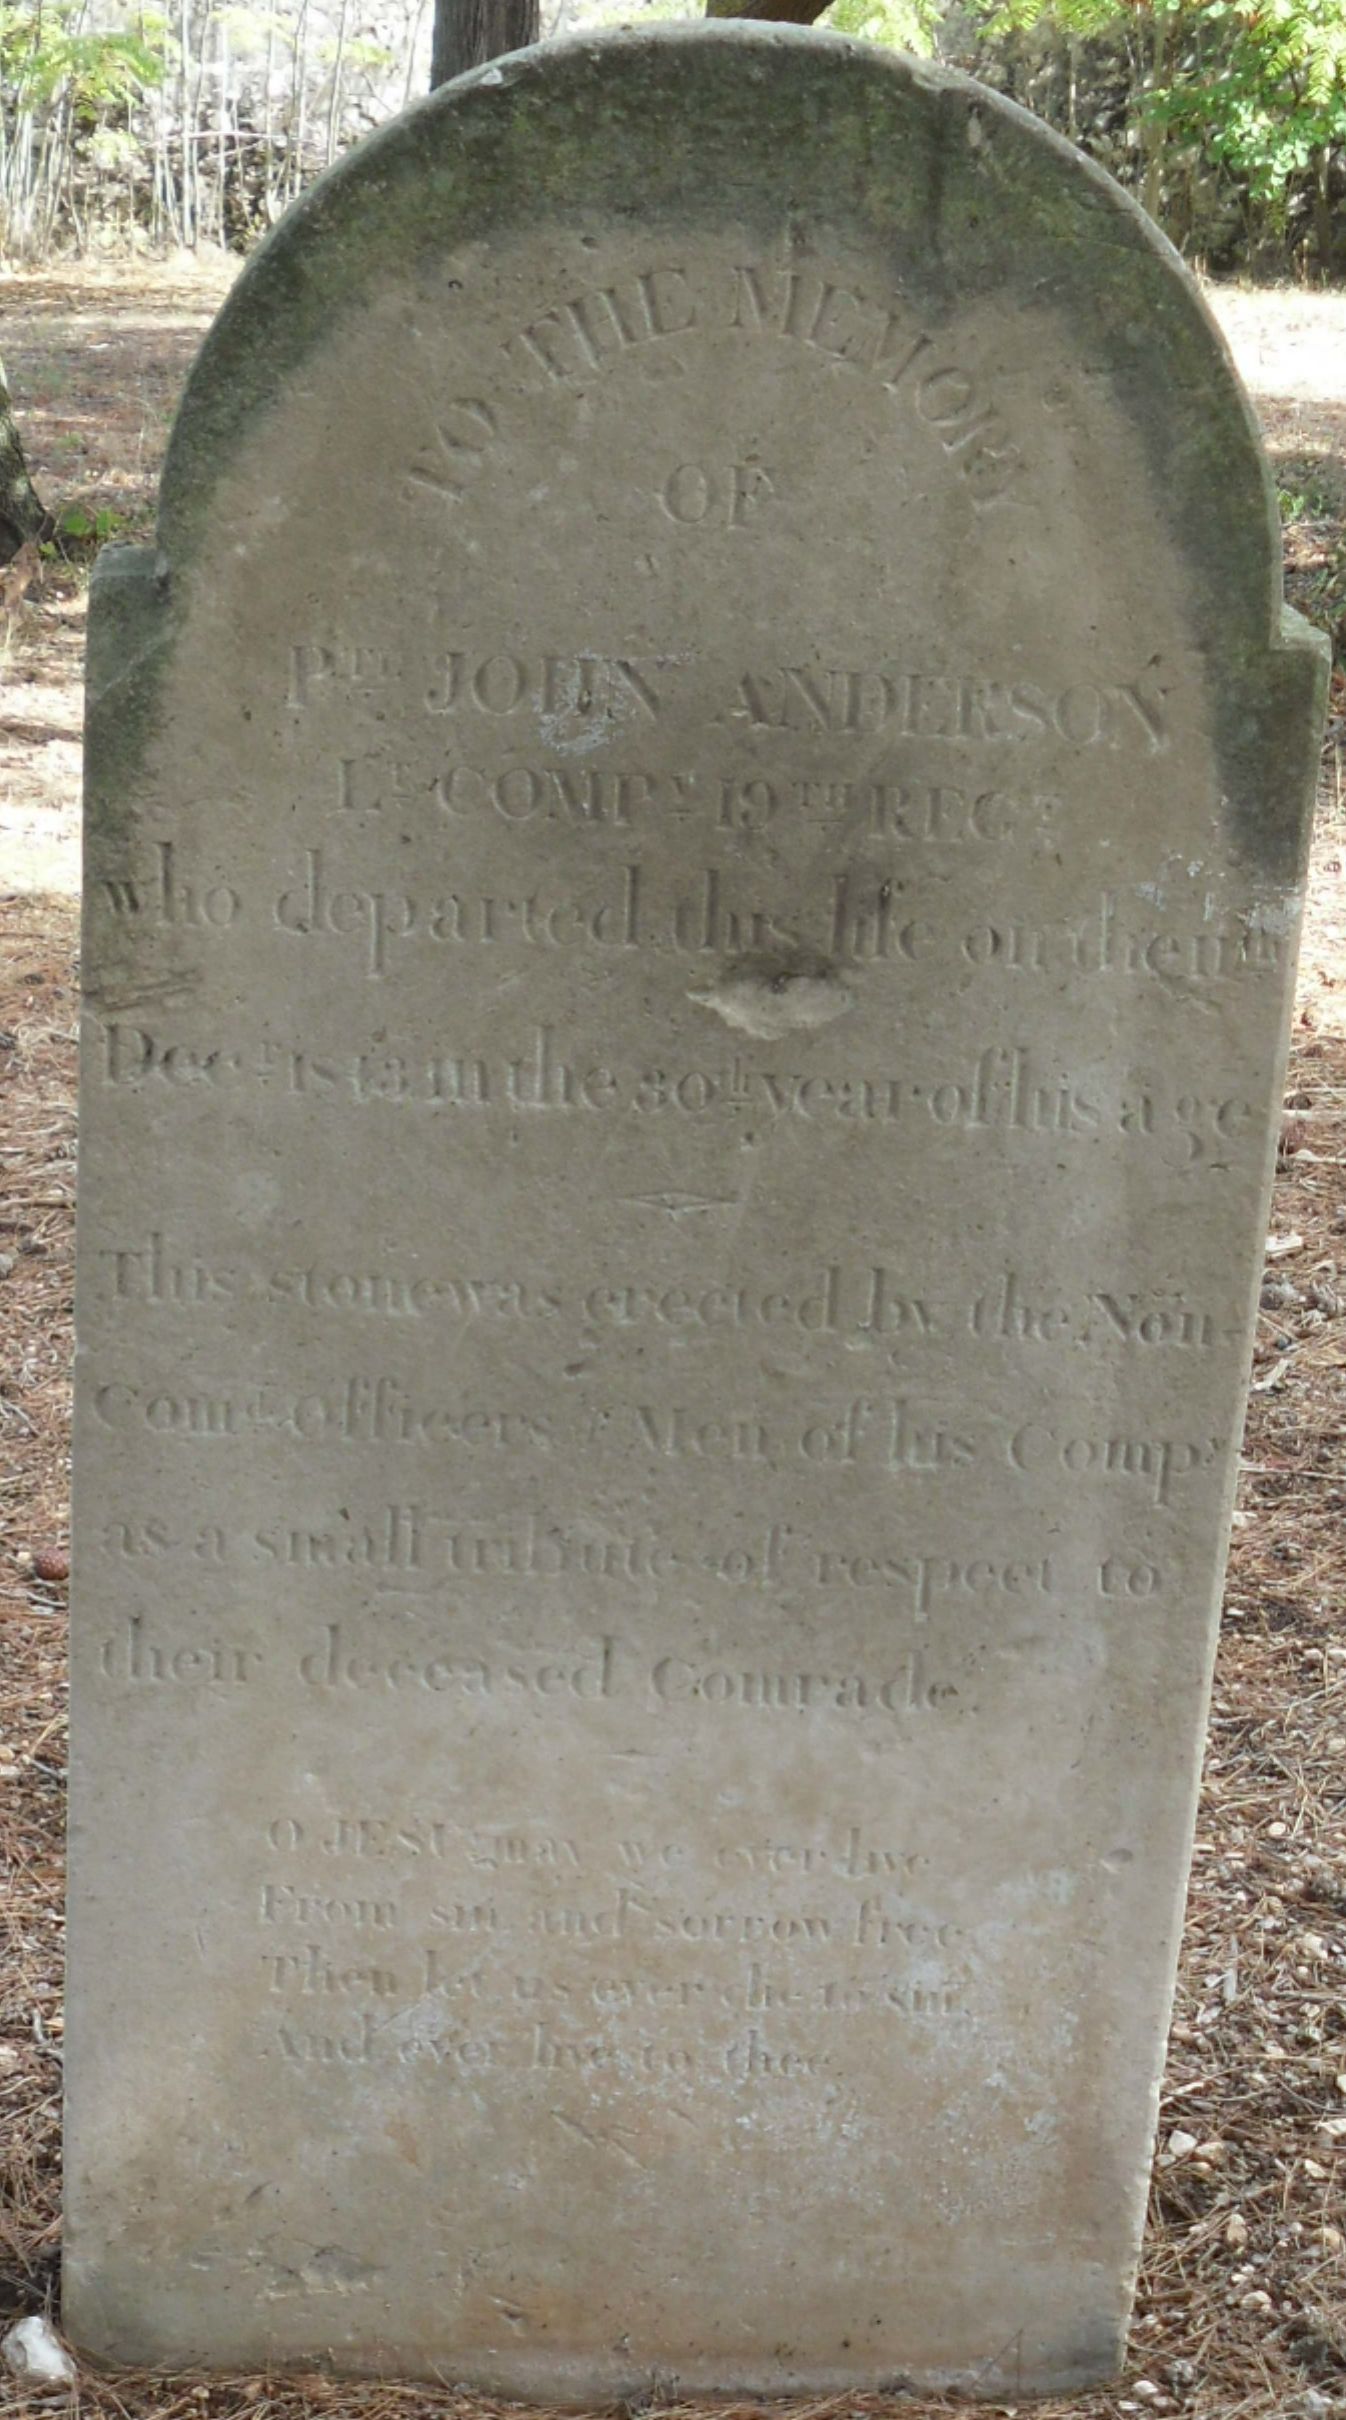 TO THE MEMORY
OF
PTE JOHN ANDERSON
LT COMPY 19TH REGT
who departed this life on the 11th
Decr 1843 in the 30th year of his age
This stone was erected by the Non-
Comd Officers & Men of his Compy
as a small tribute of respect to
their deceased Comrade.
O JESU may we ever live
From sin and sorrow free
Then let us ever die to sin
And ever live to thee